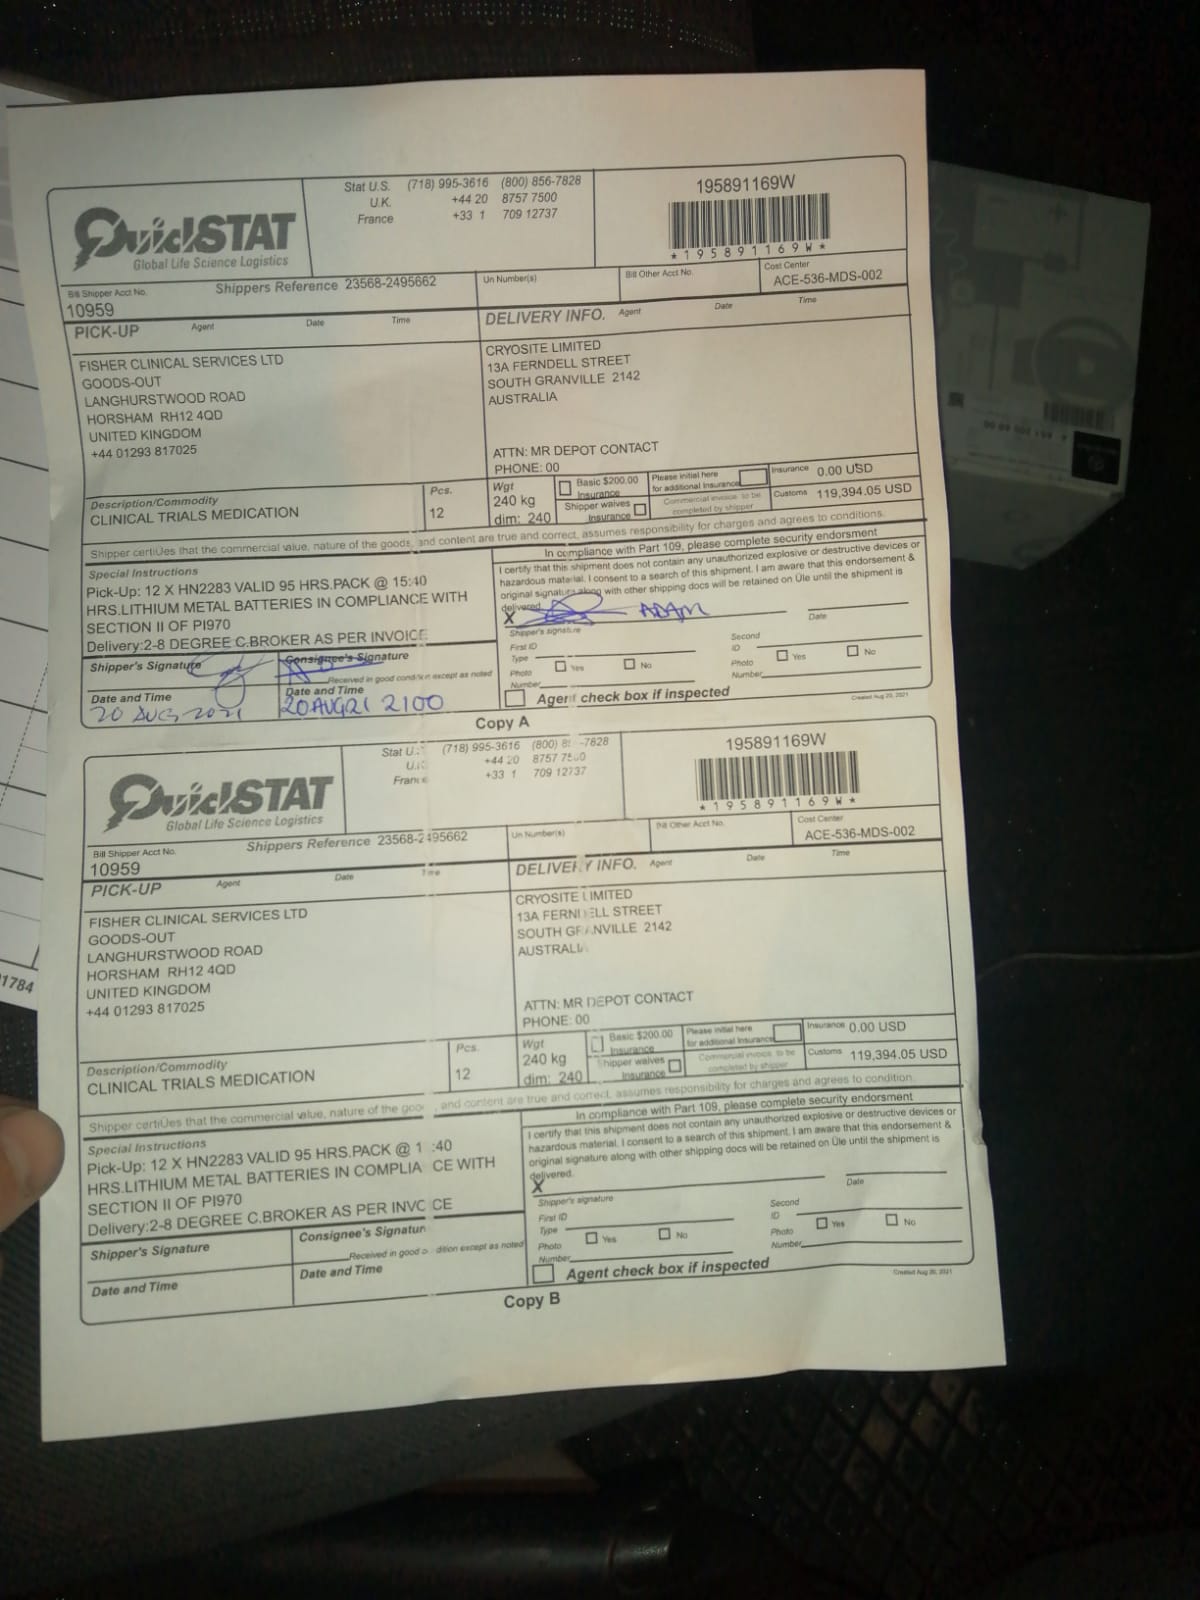 QuickSTAT
Global Life Science Logistics
Stat U.S. (718) 995-3616 (800) 856-7828
U.K. +44 20 8757 7500
France +33 1 709 12737
195891169W
*195891169W*
Bill Shipper Acct No.
10959
Shippers Reference 23568-2495662
Un Number(s)
Bill Other Acct No.
Cost Center
ACE-536-MDS-002
PICK-UP Agent Date Time
DELIVERY INFO. Agent Date Time
FISHER CLINICAL SERVICES LTD
GOODS-OUT
LANGHURSTWOOD ROAD
HORSHAM RH12 4QD
UNITED KINGDOM
+44 01293 817025
CRYOSITE LIMITED
13A FERNDELL STREET
SOUTH GRANVILLE 2142
AUSTRALIA
ATTN: MR DEPOT CONTACT
PHONE: 00
Description/Commodity
CLINICAL TRIALS MEDICATION
Pcs.
12
Wgt
240 kg
dim: 240
Basic $200.00
Insurance
Shipper waives
Insurance
Please initial here
for additional Insurance
Commercial invoice to be
completed by shipper
Insurance 0.00 USD
Customs 119,394.05 USD
Shipper certiÛes that the commercial value, nature of the goods, and content are true and correct, assumes responsibility for charges and agrees to conditions.
Special Instructions
Pick-Up: 12 X HN2283 VALID 95 HRS.PACK @ 15:40
HRS.LITHIUM METAL BATTERIES IN COMPLIANCE WITH
SECTION II OF PI970
Delivery:2-8 DEGREE C.BROKER AS PER INVOICE
In compliance with Part 109, please complete security endorsment
I certify that this shipment does not contain any unauthorized explosive or destructive devices or
hazardous material. I consent to a search of this shipment. I am aware that this endorsement &
original signature along with other shipping docs will be retained on Ûle until the shipment is
delivered.
X ADAM
Shipper's signature
Date
First ID
Type
Photo Yes No
Number
Second
ID
Photo Yes No
Number
Shipper's Signature
Consignee's Signature
Received in good condition except as noted
Date and Time
20 AUG 2021
Date and Time
20AUG21 2100
Agent check box if inspected
Created Aug 20, 2021
Copy A
QuickSTAT
Global Life Science Logistics
Stat U. (718) 995-3616 (800) 8 -7828
U.K. +44 20 8757 7500
France +33 1 709 12737
195891169W
*195891169W*
Bill Shipper Acct No.
10959
Shippers Reference 23568-2495662
Un Number(s)
Bill Other Acct No.
Cost Center
ACE-536-MDS-002
PICK-UP Agent Date Time
DELIVERY INFO. Agent Date Time
FISHER CLINICAL SERVICES LTD
GOODS-OUT
LANGHURSTWOOD ROAD
HORSHAM RH12 4QD
UNITED KINGDOM
+44 01293 817025
CRYOSITE LIMITED
13A FERNDELL STREET
SOUTH GRANVILLE 2142
AUSTRALIA
ATTN: MR DEPOT CONTACT
PHONE: 00
Description/Commodity
CLINICAL TRIALS MEDICATION
Pcs.
12
Wgt
240 kg
dim: 240
Basic $200.00
Insurance
Shipper waives
Insurance
Please initial here
for additional Insurance
Commercial invoice to be
completed by shipper
Insurance 0.00 USD
Customs 119,394.05 USD
Shipper certiÛes that the commercial value, nature of the goo , and content are true and correct, assumes responsibility for charges and agrees to condition.
Special Instructions
Pick-Up: 12 X HN2283 VALID 95 HRS.PACK @ 1 :40
HRS.LITHIUM METAL BATTERIES IN COMPLIA CE WITH
SECTION II OF PI970
Delivery:2-8 DEGREE C.BROKER AS PER INVOICE
In compliance with Part 109, please complete security endorsment
I certify that this shipment does not contain any unauthorized explosive or destructive devices or
hazardous material. I consent to a search of this shipment. I am aware that this endorsement &
original signature along with other shipping docs will be retained on Ûle until the shipment is
delivered.
X
Shipper's signature
Date
First ID
Type
Photo Yes No
Number
Second
ID
Photo Yes No
Number
Shipper's Signature
Consignee's Signatur
Received in good dition except as noted
Date and Time
Date and Time
Agent check box if inspected
Created Aug 20, 2021
Copy B
1784